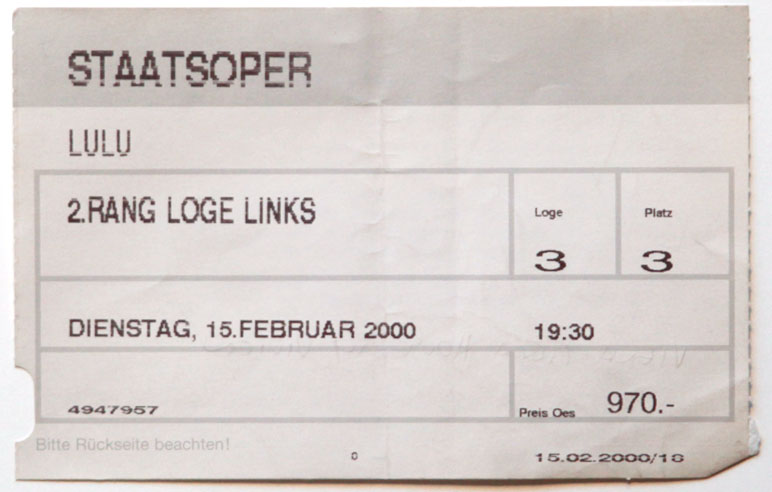 STAATSOPER
LULU
2.RANG LOGE LINKS
Loge
Platz
3
3
DIENSTAG, 15.FEBRUAR 2000
19:30
4947957
Preis Oes
970.-
Bitte Rückseite beachten!
15.02.2000/18